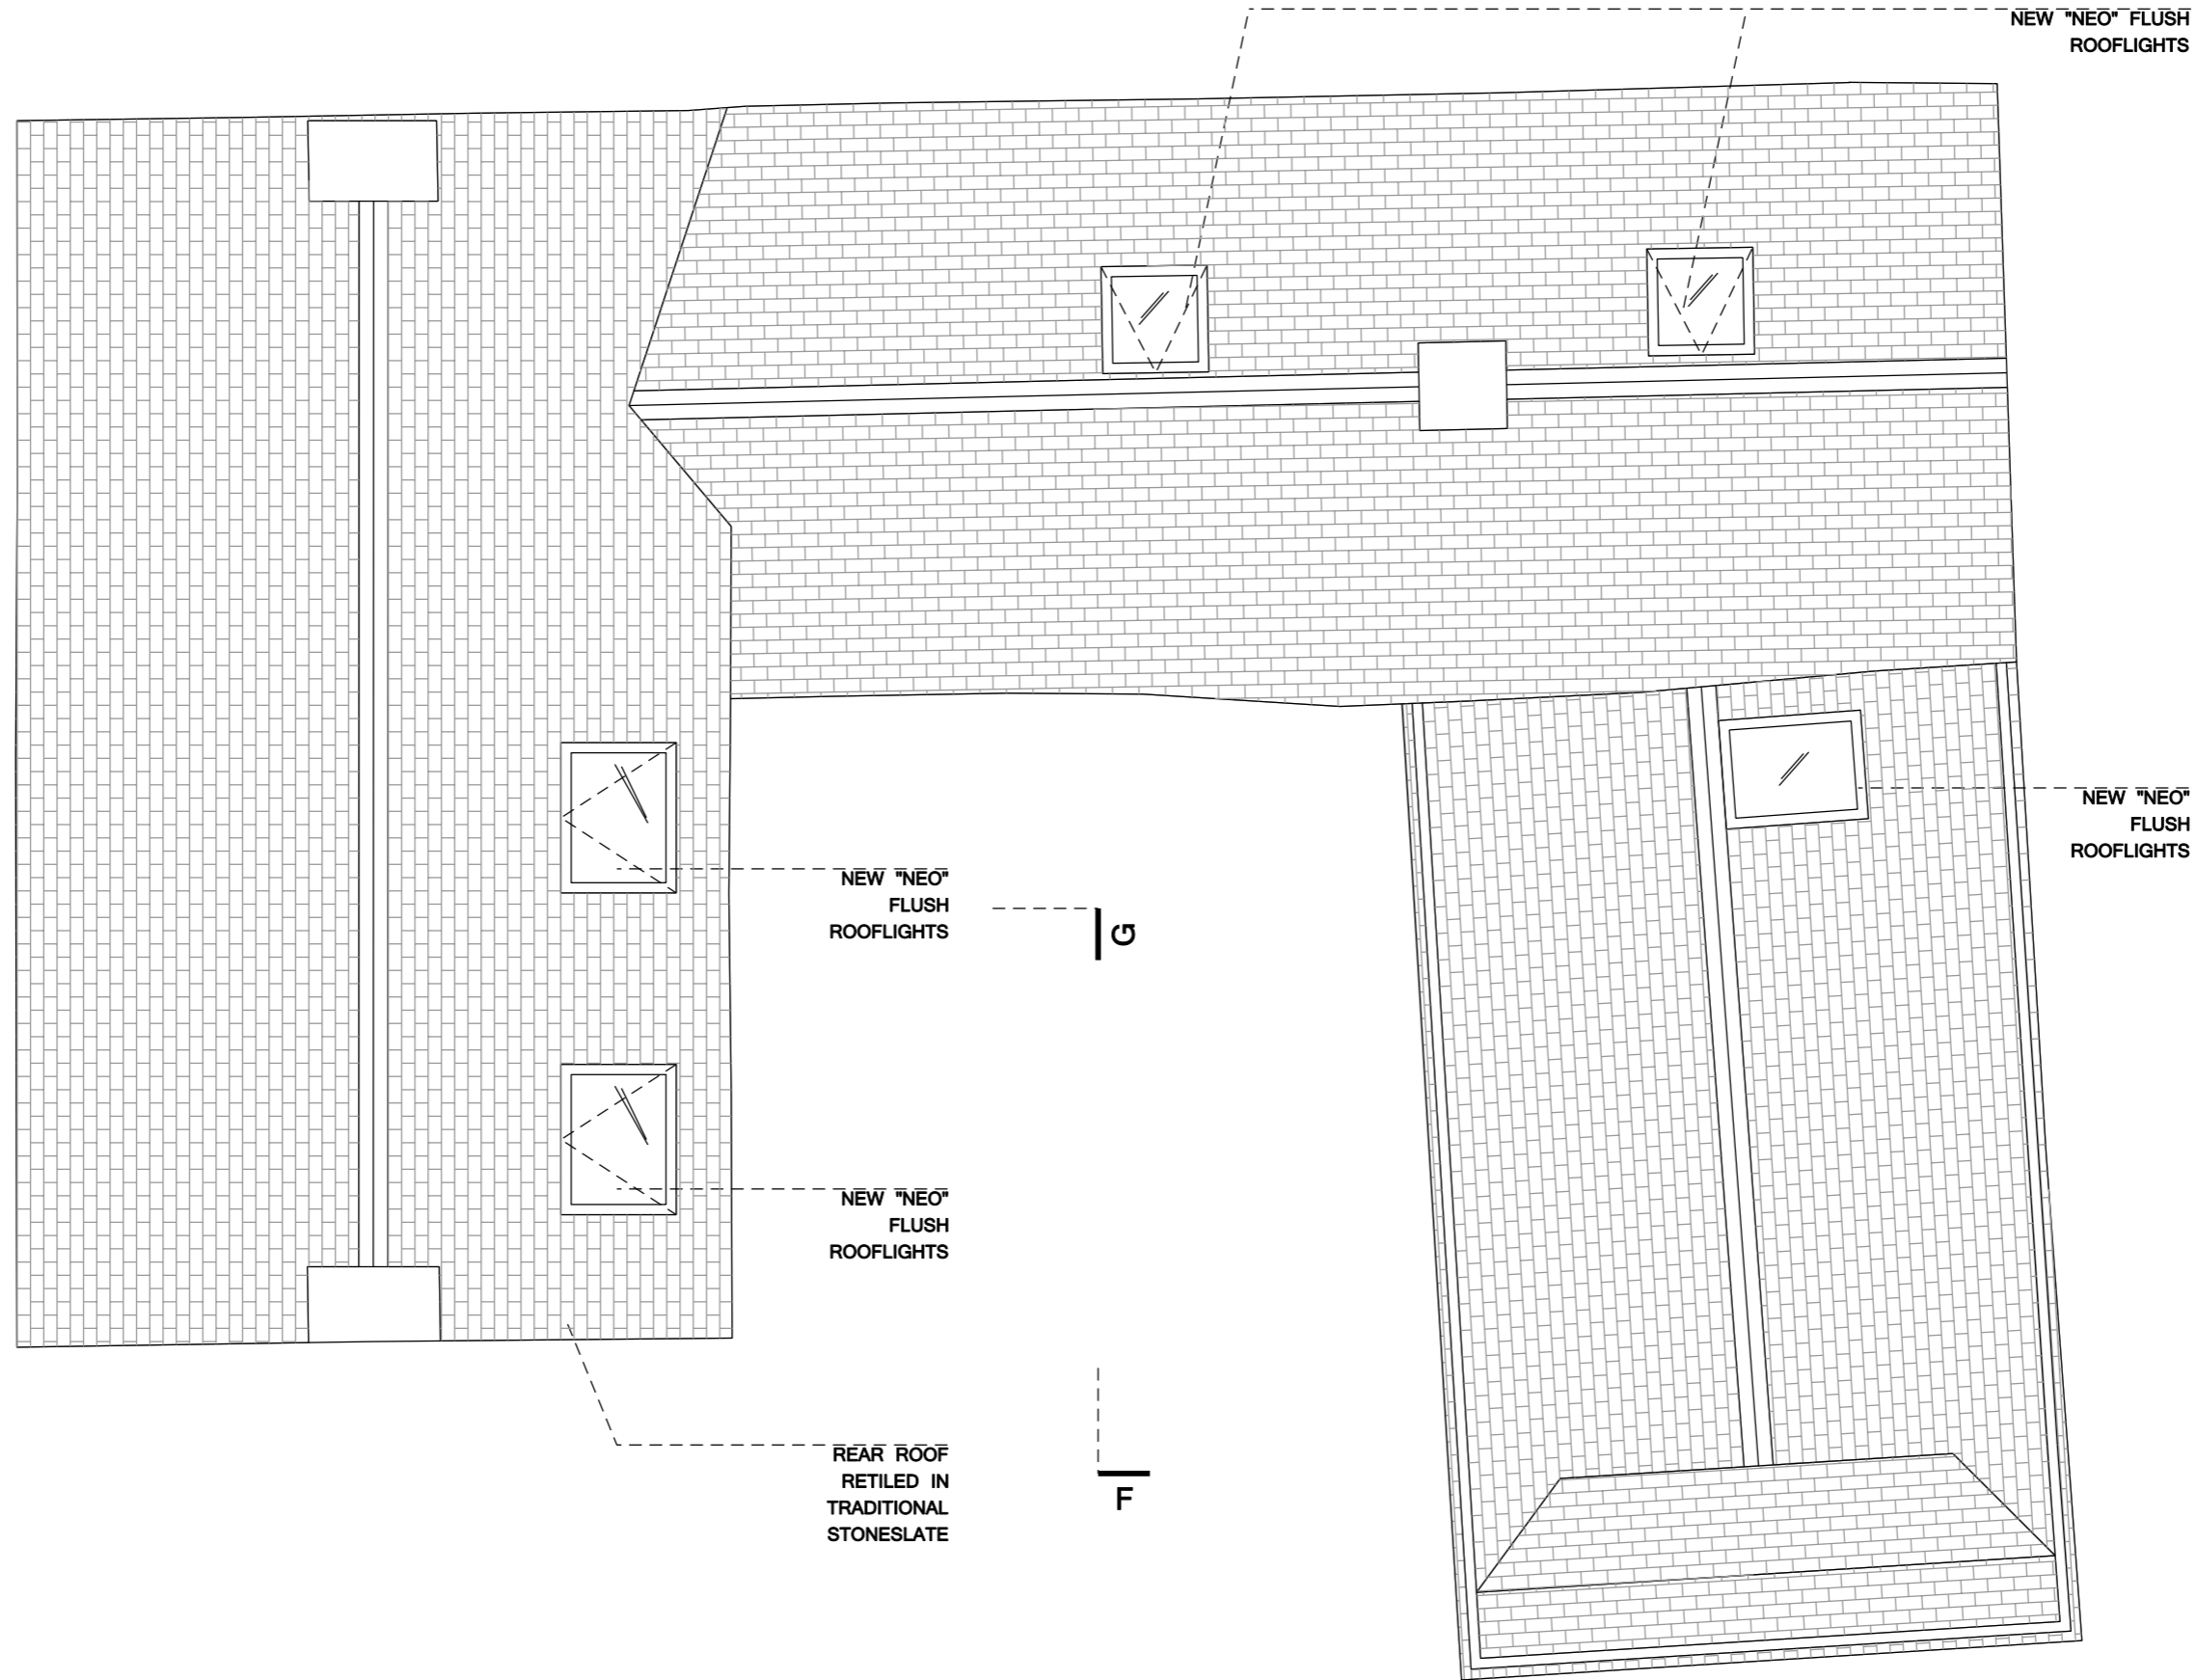 NEW "NEO" FLUSH
ROOFLIGHTS
NEW "NEO"
FLUSH
ROOFLIGHTS
NEW "NEO"
FLUSH
ROOFLIGHTS
G
NEW "NEO"
FLUSH
ROOFLIGHTS
REAR ROOF
RETILED IN
TRADITIONAL
STONESLATE
F